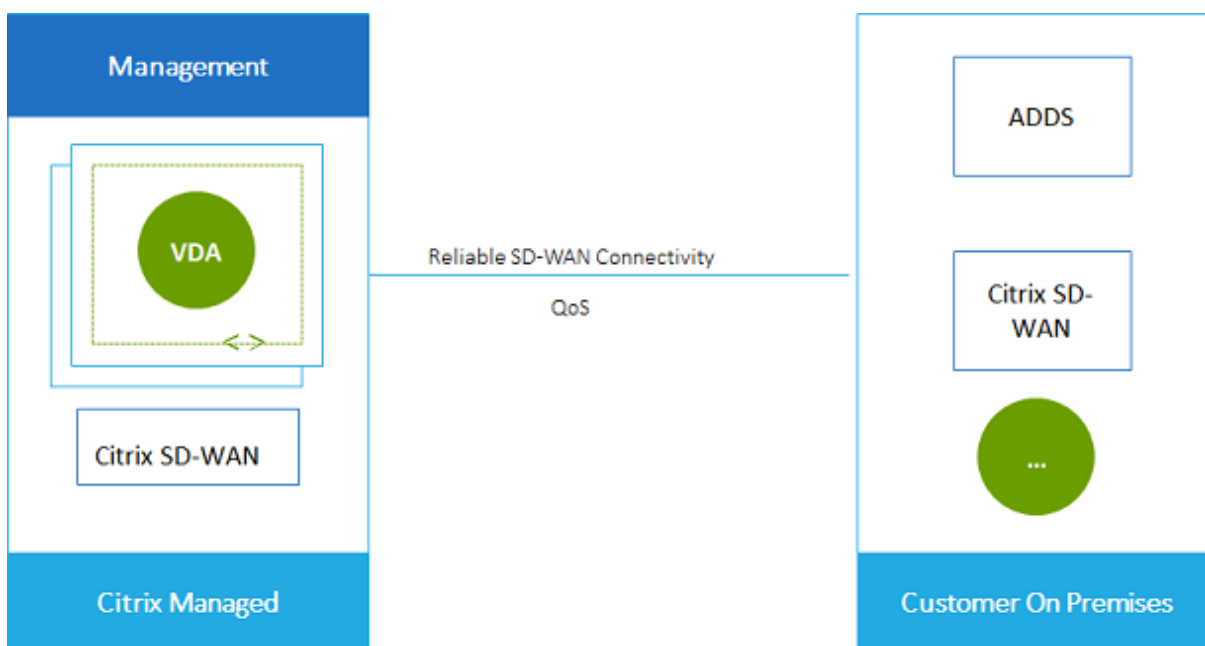 Management
VDA
< >
Citrix SD-WAN
Citrix Managed
Reliable SD-WAN Connectivity
QoS
ADDS
Citrix SD-
WAN
...
Customer On Premises